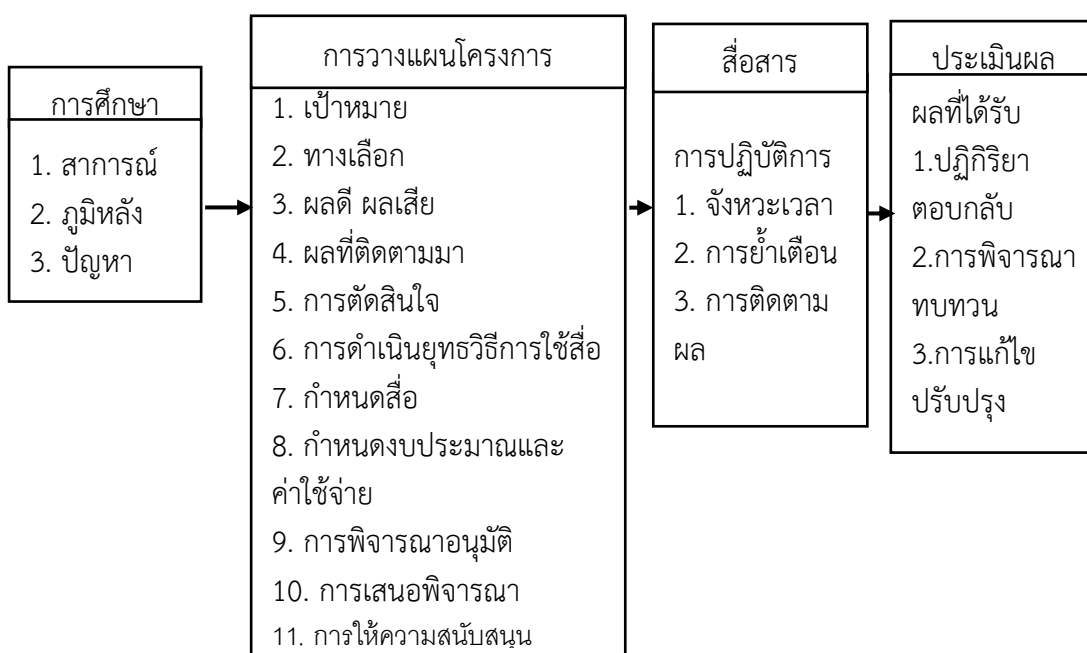 การศึกษา
1. สาการณ์
2. ภูมิหลัง
3. ปัญหา
การวางแผนโครงการ
1. เป้าหมาย
2. ทางเลือก
3. ผลดี ผลเสีย
4. ผลที่ติดตามมา
5. การตัดสินใจ
6. การดำเนินยุทธวิธีการใช้สื่อ
7. กำหนดสื่อ
8. กำหนดงบประมาณและ
ค่าใช้จ่าย
9. การพิจารณาอนุมัติ
10. การเสนอพิจารณา
11. การให้ความสนับสนุน
สื่อสาร
การปฏิบัติการ
1. จังหวะเวลา
2. การย้ำเตือน
3. การติดตาม
ผล
ประเมินผล
ผลที่ได้รับ
1.ปฏิกิริยา
ตอบกลับ
2.การพิจารณา
ทบทวน
3.การแก้ไข
ปรับปรุง